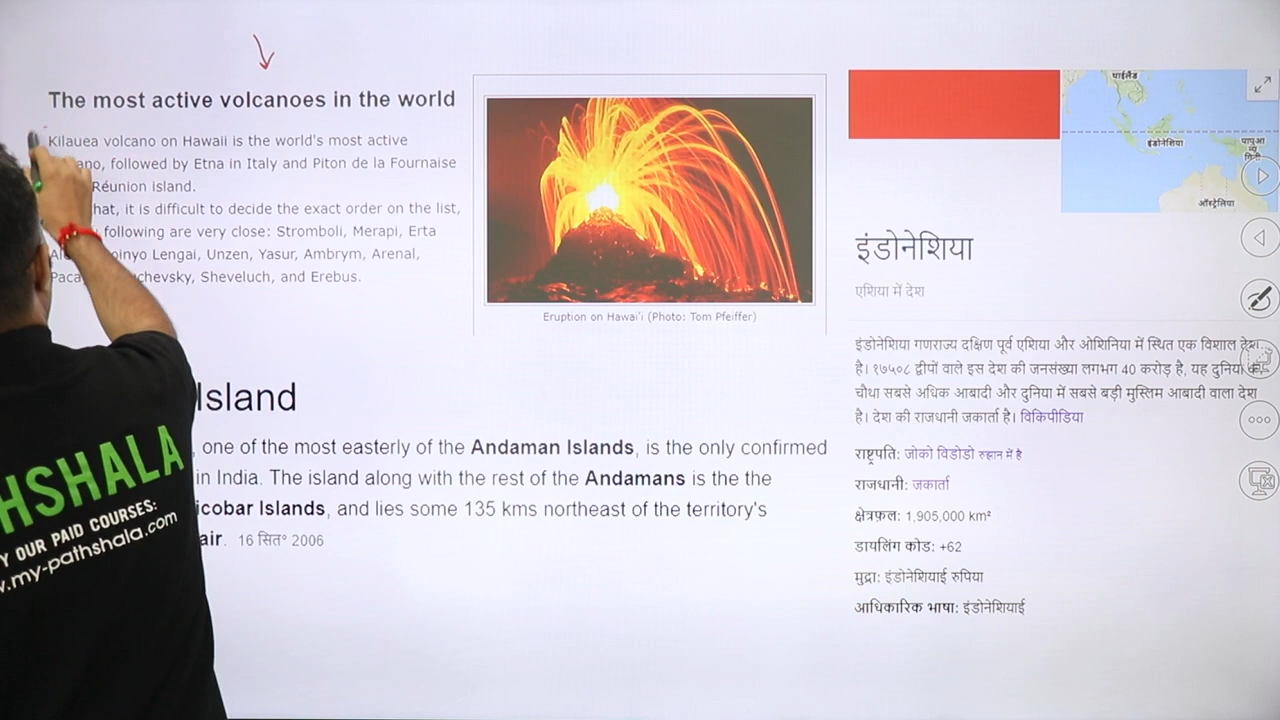 The most active volcanoes in the world
Kilauea volcano on Hawaii is the world's most active
followed by Etna in Italy and Piton de la Fournaise
Réunion island.
it is difficult to decide the exact order on the list,
following are very close: Stromboli, Merapi, Erta
Lengai, Unzen, Yasur, Ambrym, Arenal,
Sheveluch, and Erebus.
Eruption on Hawai'i (Photo: Tom Pfeiffer)
Island
, one of the most easterly of the Andaman Islands, is the only confirmed
in India. The island along with the rest of the Andamans is the the
Islands, and lies some 135 kms northeast of the territory's
16 सित॰ 2006
थाईलैंड
इंडोनेशिया
पापुआ
न्यू
गिनी
ऑस्ट्रेलिया
इंडोनेशिया
एशिया में देश
इंडोनेशिया गणराज्य दक्षिण पूर्व एशिया और ओशिनिया में स्थित एक विशाल देश
है। १७५०८ द्वीपों वाले इस देश की जनसंख्या लगभग 40 करोड़ है, यह दुनिया का
चौथा सबसे अधिक आबादी और दुनिया में सबसे बड़ी मुस्लिम आबादी वाला देश
है। देश की राजधानी जकार्ता है। विकिपीडिया
राष्ट्रपति: जोको विडोडो रुझान में है
राजधानी: जकार्ता
क्षेत्रफ़ल: 1,905,000 km²
डायलिंग कोड: +62
मुद्रा: इंडोनेशियाई रुपिया
आधिकारिक भाषा: इंडोनेशियाई
HSHALA
OUR PAID COURSES:
my-pathshala.com